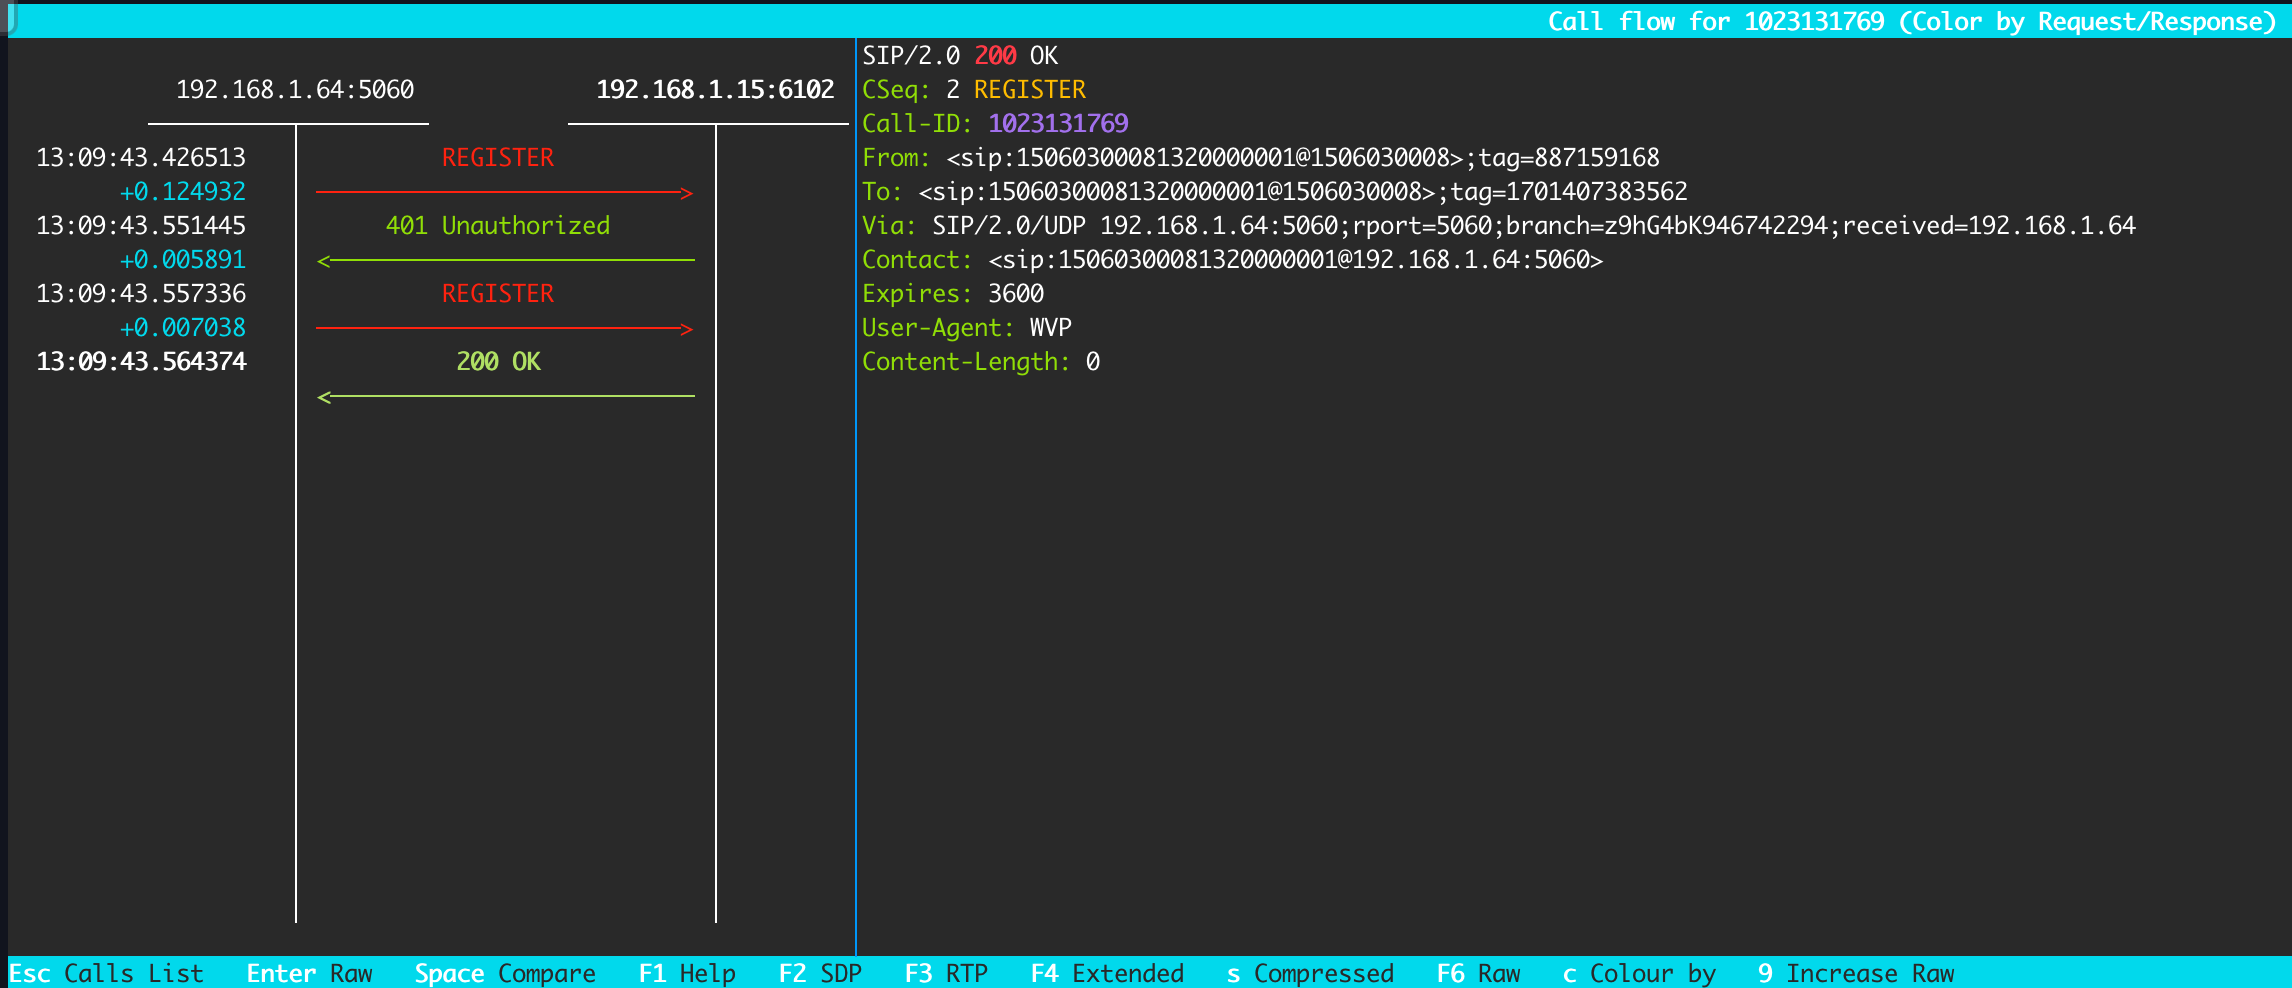 Call flow for 1023131769 (Color by Request/Response)
192.168.1.64:5060 192.168.1.15:6102
13:09:43.426513 REGISTER
+0.124932 ————>
13:09:43.551445 401 Unauthorized
+0.005891 <————
13:09:43.557336 REGISTER
+0.007038 ————>
13:09:43.564374 200 OK
<————
SIP/2.0 200 OK
CSeq: 2 REGISTER
Call-ID: 1023131769
From: <sip:15060300081320000001@1506030008>;tag=887159168
To: <sip:15060300081320000001@1506030008>;tag=1701407383562
Via: SIP/2.0/UDP 192.168.1.64:5060;rport=5060;branch=z9hG4bK946742294;received=192.168.1.64
Contact: <sip:15060300081320000001@192.168.1.64:5060>
Expires: 3600
User-Agent: WVP
Content-Length: 0
Esc Calls List Enter Raw Space Compare F1 Help F2 SDP F3 RTP F4 Extended s Compressed F6 Raw c Colour by 9 Increase Raw